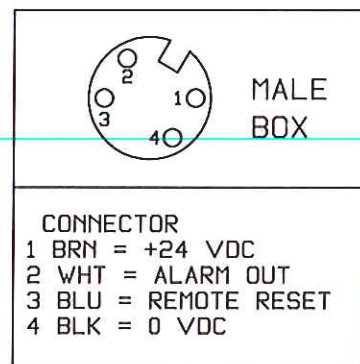 2
3
1
4
MALE
BOX
CONNECTOR
1 BRN = +24 VDC
2 WHT = ALARM OUT
3 BLU = REMOTE RESET
4 BLK = 0 VDC